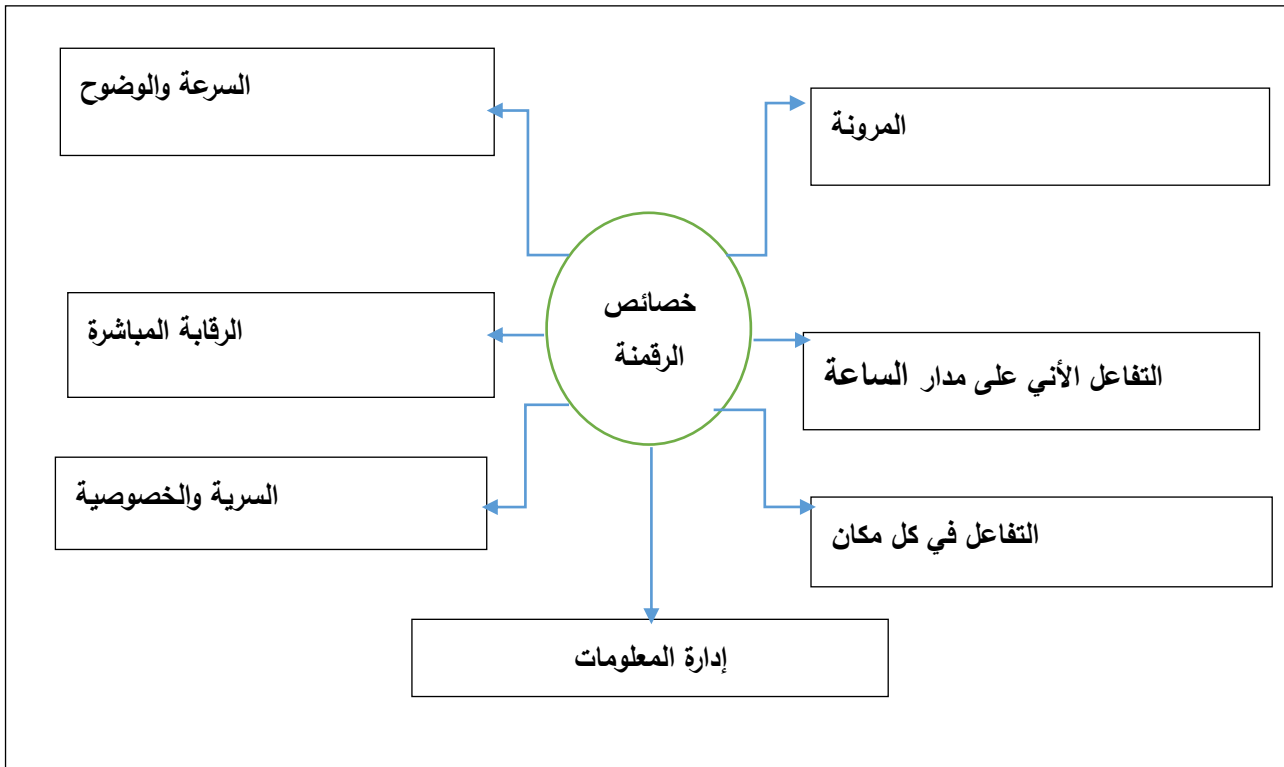 خصائص
الرقمنة
المرونة
السرعة والوضوح
التفاعل الأني على مدار الساعة
الرقابة المباشرة
التفاعل في كل مكان
السرية والخصوصية
إدارة المعلومات